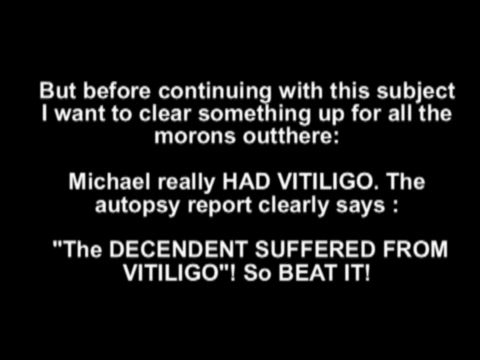 But before continuing with this subject
I want to clear something up for all the
morons outthere:
Michael really HAD VITILIGO. The
autopsy report clearly says :
"The DECENDENT SUFFERED FROM
VITILIGO"! So BEAT IT!